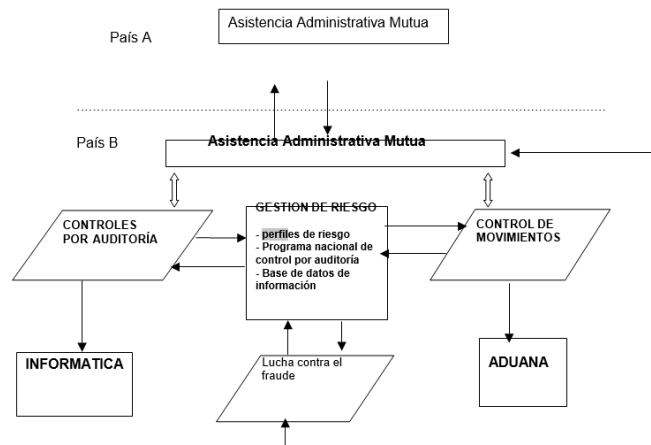 Asistencia Administrativa Mutua
País A
País B
Asistencia Administrativa Mutua
CONTROLES
POR AUDITORÍA
GESTION DE RIESGO
- perfiles de riesgo
- Programa nacional de
control por auditoría
- Base de datos de
información
CONTROL DE
MOVIMIENTOS
INFORMATICA
Lucha contra el
fraude
ADUANA